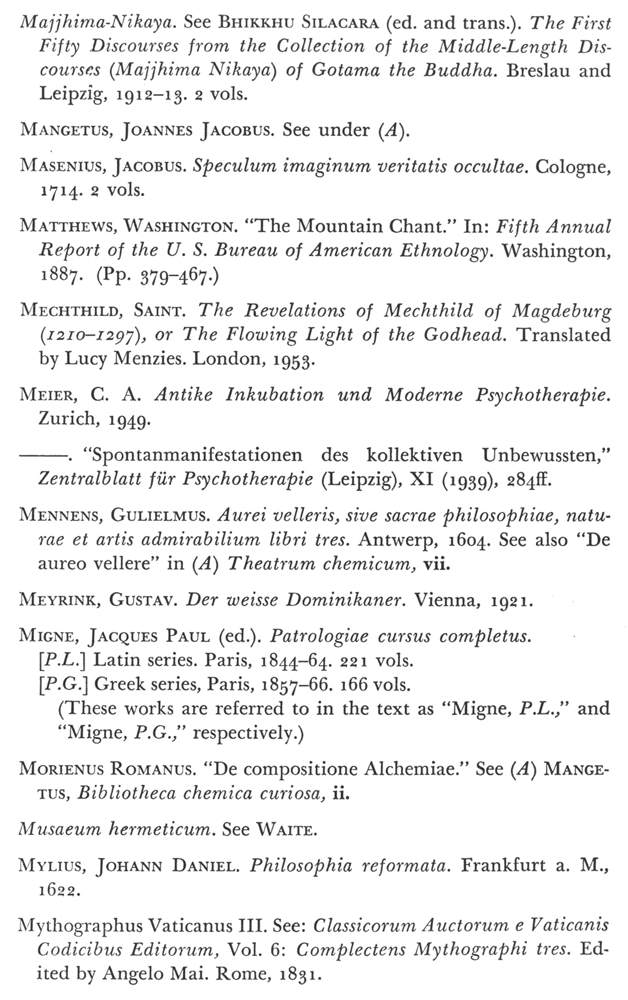 Majjhima-Nikaya. See BHIKKHU SILACARA (ed. and trans.). The First
Fifty Discourses from the Collection of the Middle-Length Dis-
courses (Majjhima Nikaya) of Gotama the Buddha. Breslau and
Leipzig, 1912–13. 2 vols.
MANGETUS, JOANNES JACOBUS. See under (A).
MASENIUS, JACOBUS. Speculum imaginum veritatis occultae. Cologne,
1714. 2 vols.
MATTHEWS, WASHINGTON. “The Mountain Chant.” In: Fifth Annual
Report of the U. S. Bureau of American Ethnology. Washington,
1887. (Pp. 379–467.)
MECHTHILD, SAINT. The Revelations of Mechthild of Magdeburg
(1210–1297), or The Flowing Light of the Godhead. Translated
by Lucy Menzies. London, 1953.
MEIER, C. A. Antike Inkubation und Moderne Psychotherapie.
Zurich, 1949.
———. “Spontanmanifestationen des kollektiven Unbewussten,”
Zentralblatt für Psychotherapie (Leipzig), XI (1939), 284ff.
MENNENS, GULIELMUS. Aurei velleris, sive sacrae philosophiae, natu-
rae et artis admirabilium libri tres. Antwerp, 1604. See also “De
aureo vellere” in (A) Theatrum chemicum, vii.
MEYRINK, GUSTAV. Der weisse Dominikaner. Vienna, 1921.
MIGNE, JACQUES PAUL (ed.). Patrologiae cursus completus.
[P.L.] Latin series. Paris, 1844–64. 221 vols.
[P.G.] Greek series, Paris, 1857–66. 166 vols.
(These works are referred to in the text as “Migne, P.L.,” and
“Migne, P.G.,” respectively.)
MORIENUS ROMANUS. “De compositione Alchemiae.” See (A) MANGE-
TUS, Bibliotheca chemica curiosa, ii.
Musaeum hermeticum. See WAITE.
MYLIUS, JOHANN DANIEL. Philosophia reformata. Frankfurt a. M.,
1622.
Mythographus Vaticanus III. See: Classicorum Auctorum e Vaticanis
Codicibus Editorum, Vol. 6: Complectens Mythographi tres. Ed-
ited by Angelo Mai. Rome, 1831.